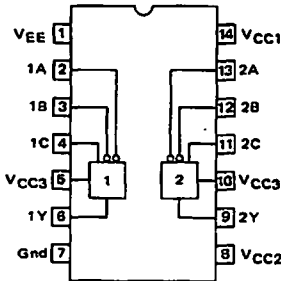 VEE 1 14 VCC1
1A 2 13 2A
1B 3 12 2B
1C 4 11 2C
VCC3 5 1 2 10 VCC3
1Y 6 9 2Y
Gnd 7 8 VCC2